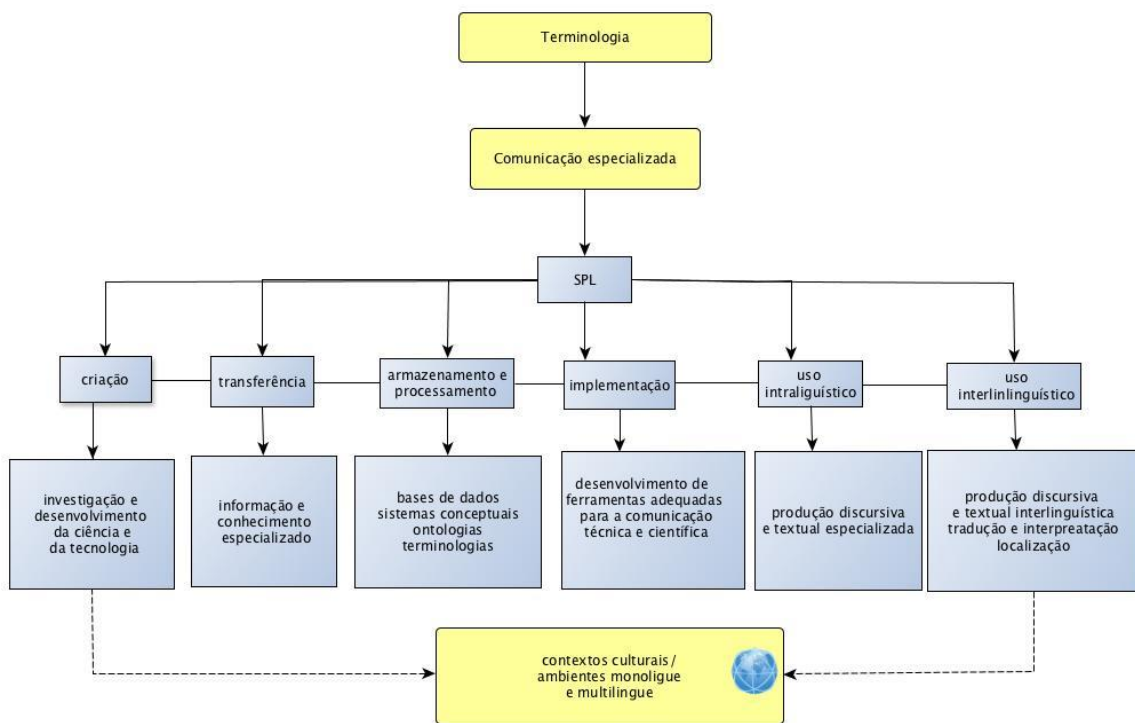 Terminologia
Comunicação especializada
SPL
criação
transferência
armazenamento e
processamento
implementação
uso
intraliguístico
uso
interlinlinguístico
investigação e
desenvolvimento
da ciência e
da tecnologia
informação e
conhecimento
especializado
bases de dados
sistemas conceptuais
ontologias
terminologias
desenvolvimento de
ferramentas adequadas
para a comunicação
técnica e científica
produção discursiva
e textual especializada
produção discursiva
e textual interlinguística
tradução e interpreatação
localização
contextos culturais/
ambientes monoligue
e multilingue